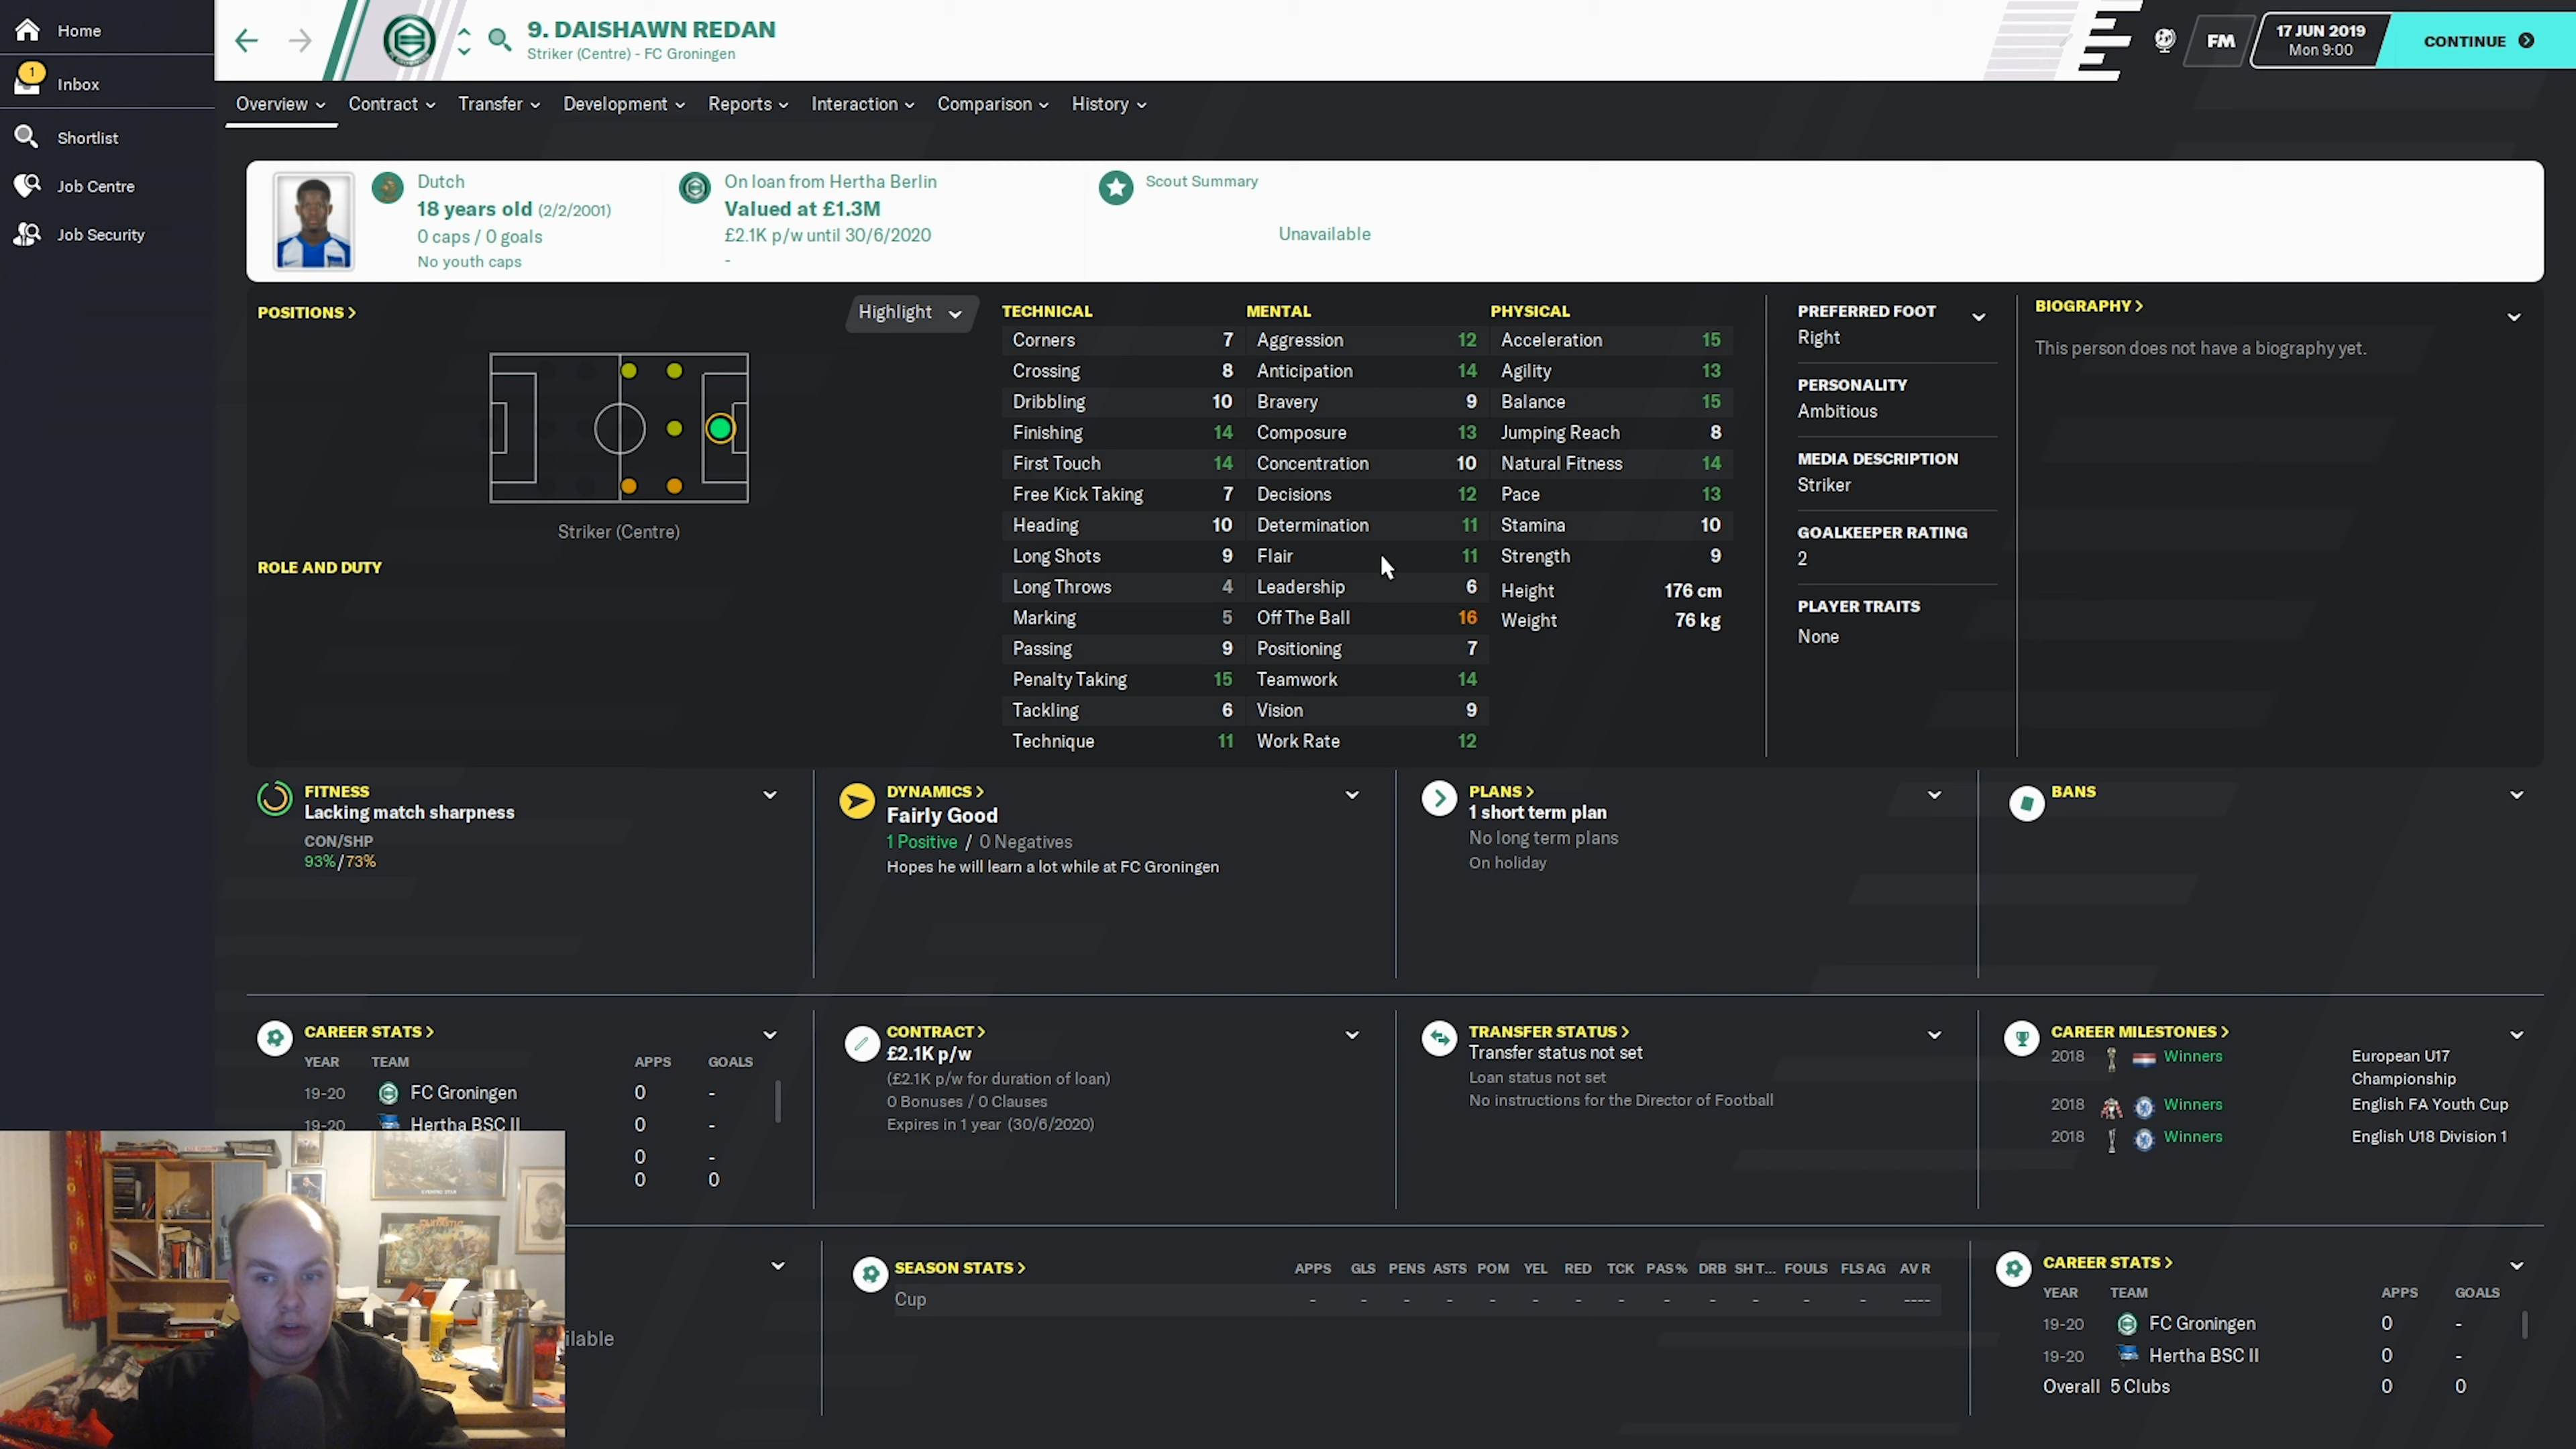 Home
Inbox
1
Shortlist
Job Centre
Job Security
9. DAISHAWN REDAN
Striker (Centre) - FC Groningen
FM
17 JUN 2019
Mon 9:00
CONTINUE
Overview
Contract
Transfer
Development
Reports
Interaction
Comparison
History
Dutch
18 years old (2/2/2001)
0 caps / 0 goals
No youth caps
On loan from Hertha Berlin
Valued at £1.3M
£2.1K p/w until 30/6/2020
-
Scout Summary
Unavailable
POSITIONS >
Highlight
Striker (Centre)
ROLE AND DUTY
TECHNICAL
Corners 7
Crossing 8
Dribbling 10
Finishing 14
First Touch 14
Free Kick Taking 7
Heading 10
Long Shots 9
Long Throws 4
Marking 5
Passing 9
Penalty Taking 15
Tackling 6
Technique 11
MENTAL
Aggression 12
Anticipation 14
Bravery 9
Composure 13
Concentration 10
Decisions 12
Determination 11
Flair 11
Leadership 6
Off The Ball 16
Positioning 7
Teamwork 14
Vision 9
Work Rate 12
PHYSICAL
Acceleration 15
Agility 13
Balance 15
Jumping Reach 8
Natural Fitness 14
Pace 13
Stamina 10
Strength 9
Height 176 cm
Weight 76 kg
PREFERRED FOOT
Right
PERSONALITY
Ambitious
MEDIA DESCRIPTION
Striker
GOALKEEPER RATING
2
PLAYER TRAITS
None
BIOGRAPHY >
This person does not have a biography yet.
FITNESS
Lacking match sharpness
CON/SHP
93%/73%
DYNAMICS >
Fairly Good
1 Positive / 0 Negatives
Hopes he will learn a lot while at FC Groningen
PLANS >
1 short term plan
No long term plans
On holiday
BANS
CAREER STATS >
YEAR TEAM APPS GOALS
19-20 FC Groningen 0 -
19-20 Hertha BSC II 0 -
0 -
0 0
CONTRACT >
£2.1K p/w
(£2.1K p/w for duration of loan)
0 Bonuses / 0 Clauses
Expires in 1 year (30/6/2020)
TRANSFER STATUS >
Transfer status not set
Loan status not set
No instructions for the Director of Football
CAREER MILESTONES >
2018 Winners European U17
Championship
2018 Winners English FA Youth Cup
2018 Winners English U18 Division 1
ilable
SEASON STATS > APPS GLS PENS ASTS POM YEL RED TCK PAS% DRB SH T... FOULS FLS AG AV R
Cup - - - - - - - - - - - - - ----
CAREER STATS >
YEAR TEAM APPS GOALS
19-20 FC Groningen 0 -
19-20 Hertha BSC II 0 -
Overall 5 Clubs 0 0